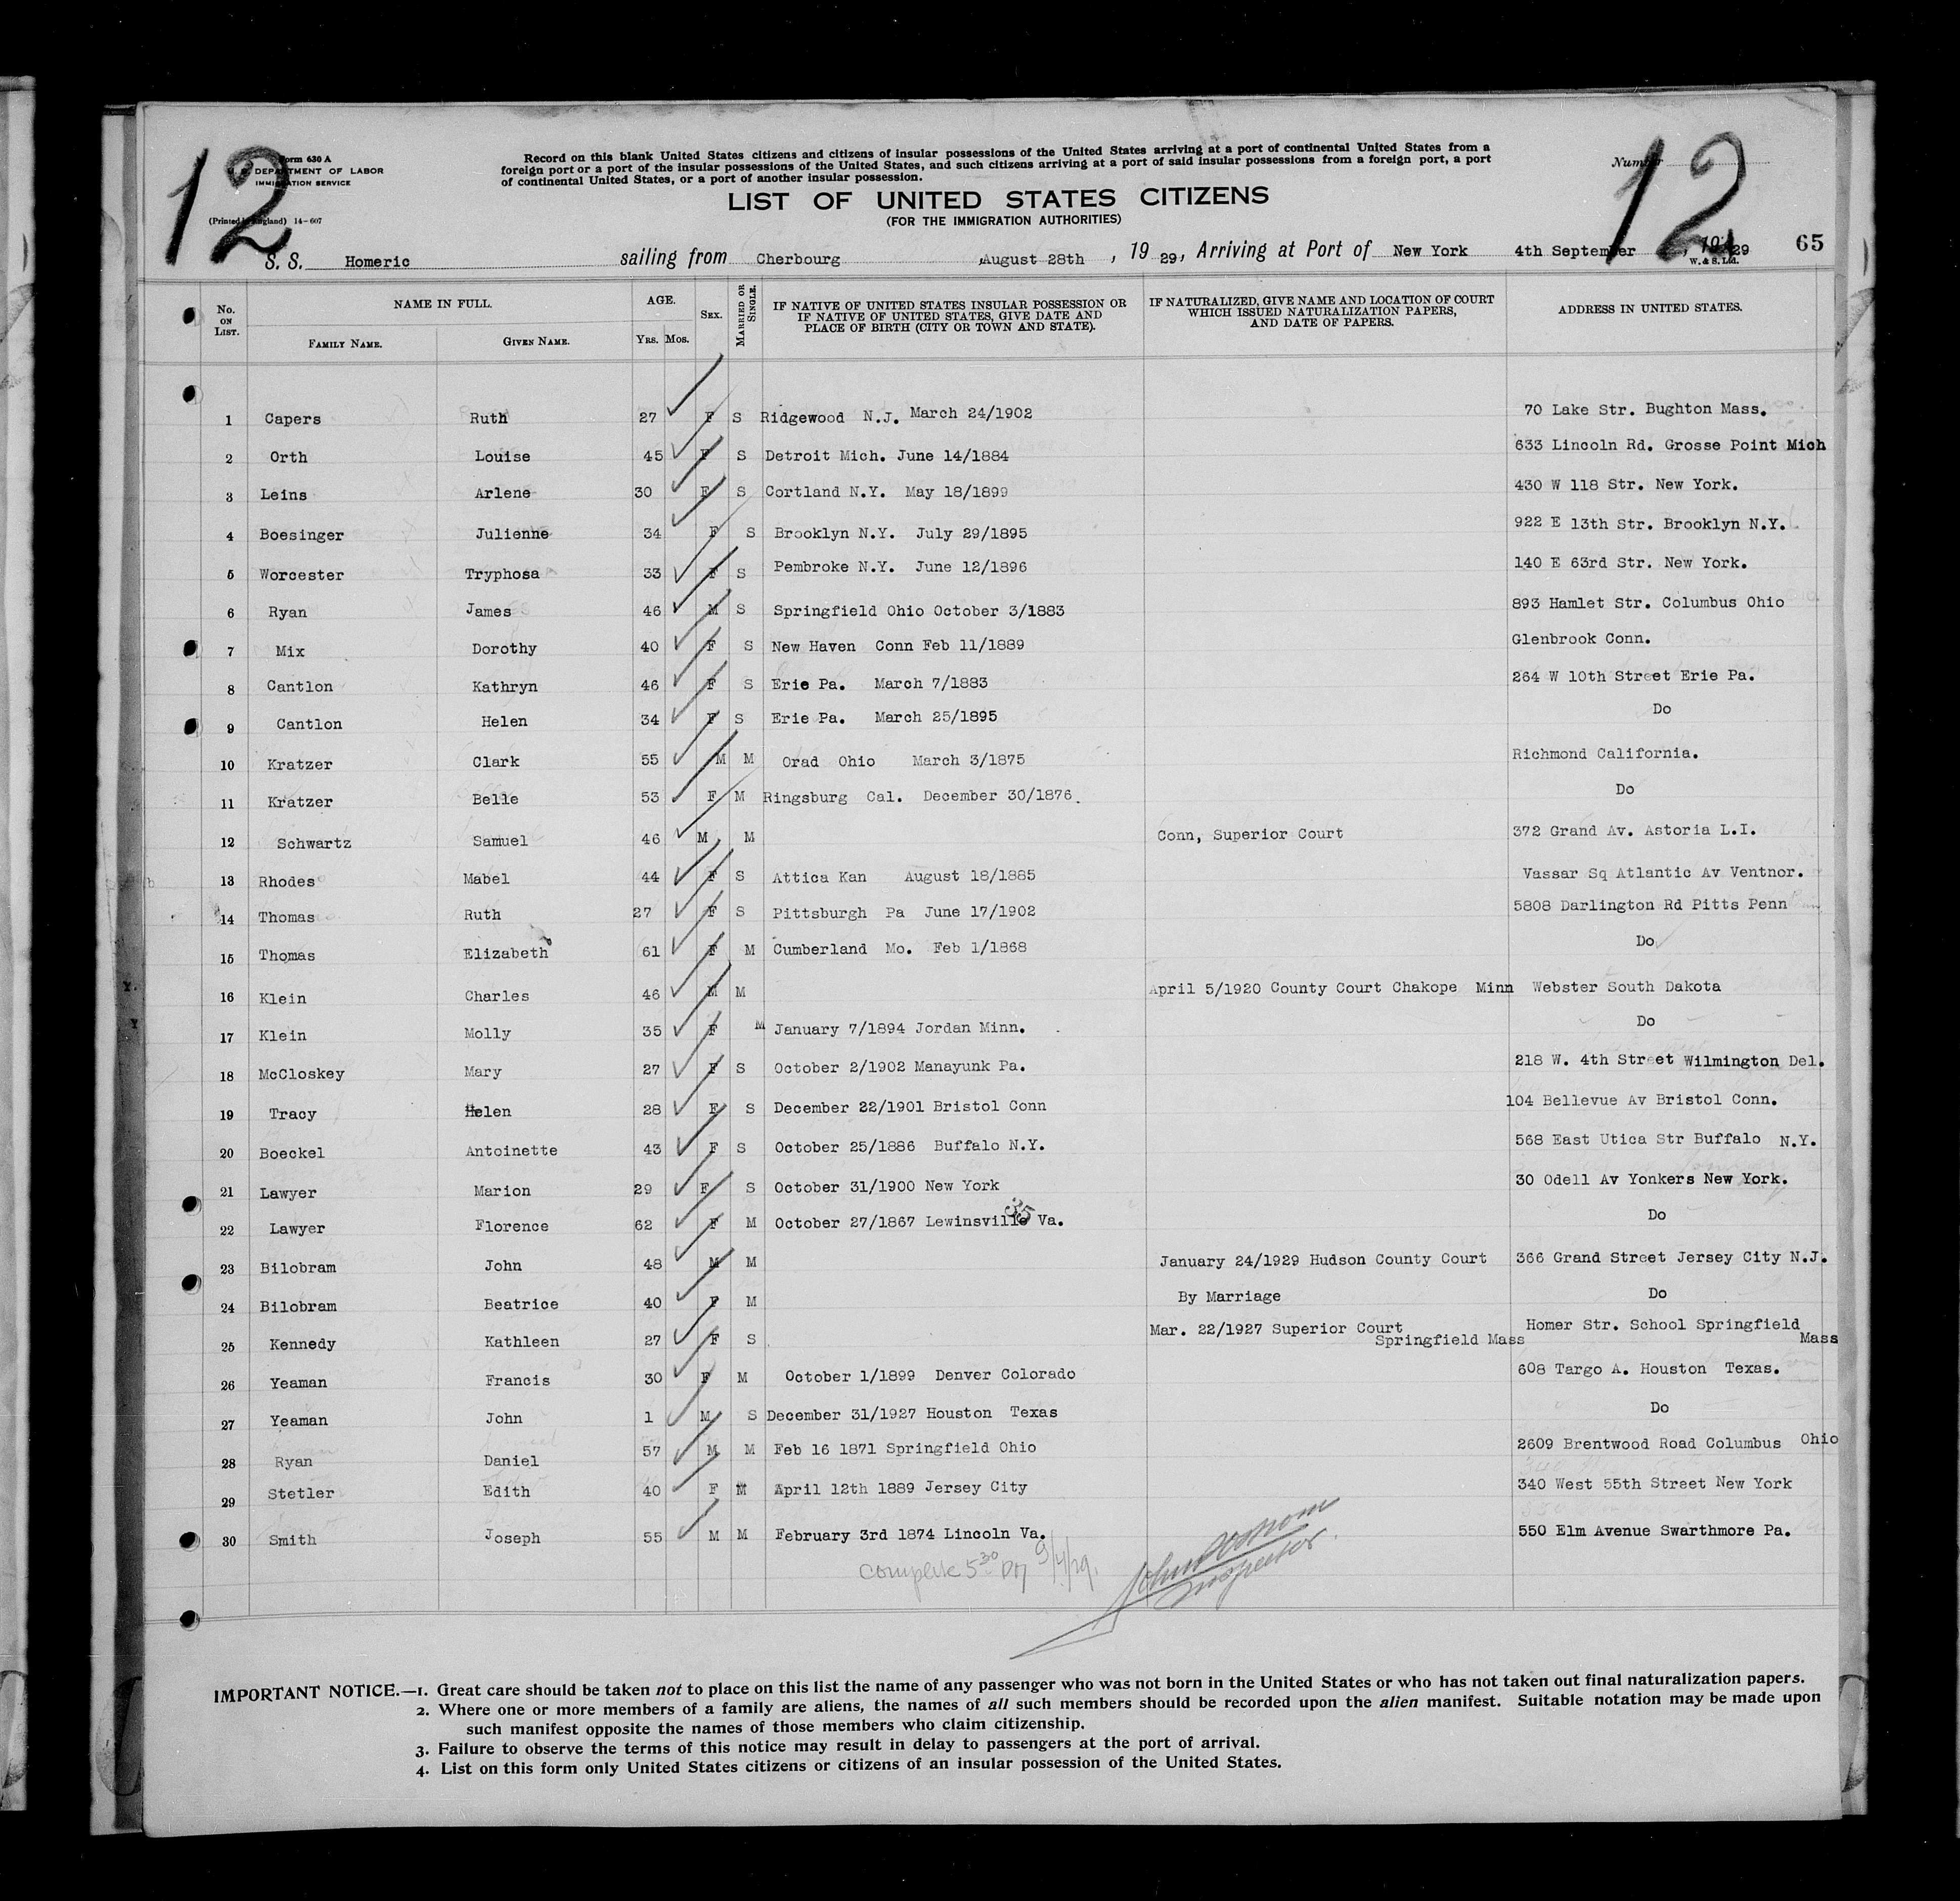 12
12
Form 630 A
DEPARTMENT OF LABOR
IMMIGRATION SERVICE
(Printed England) 14-607
Record on this blank United States citizens and citizens of insular possessions of the United States arriving at a port of continental United States from a
foreign port or a port of the insular possessions of the United States, and such citizens arriving at a port of said insular possessions from a foreign port, a port
of continental United States, or a port of another insular possession.
Number
LIST OF UNITED STATES CITIZENS
(FOR THE IMMIGRATION AUTHORITIES)
S. S. Homeric sailing from Cherbourg ,August 28th , 19 29, Arriving at Port of New York 4th September , 29 65
W. & S. Ltd.
No. ON LIST. NAME IN FULL. AGE. SEX. MARRIED OR SINGLE. IF NATIVE OF UNITED STATES INSULAR POSSESSION OR IF NATIVE OF UNITED STATES, GIVE DATE AND PLACE OF BIRTH (CITY OR TOWN AND STATE). IF NATURALIZED, GIVE NAME AND LOCATION OF COURT WHICH ISSUED NATURALIZATION PAPERS, AND DATE OF PAPERS. ADDRESS IN UNITED STATES.
FAMILY NAME. GIVEN NAME. YRS. MOS.
1 Capers Ruth 27 F S Ridgewood N.J. March 24/1902 70 Lake Str. Bughton Mass.
2 Orth Louise 45 F S Detroit Mich. June 14/1884 633 Lincoln Rd. Grosse Point Mich
3 Leins Arlene 30 F S Cortland N.Y. May 18/1899 430 W 118 Str. New York.
4 Boesinger Julienne 34 F S Brooklyn N.Y. July 29/1895 922 E 13th Str. Brooklyn N.Y.
5 Worcester Tryphosa 33 F S Pembroke N.Y. June 12/1896 140 E 63rd Str. New York.
6 Ryan James 46 M S Springfield Ohio October 3/1883 893 Hamlet Str. Columbus Ohio
7 Mix Dorothy 40 F S New Haven Conn Feb 11/1889 Glenbrook Conn.
8 Cantlon Kathryn 46 F S Erie Pa. March 7/1883 264 W 10th Street Erie Pa.
9 Cantlon Helen 34 F S Erie Pa. March 25/1895 Do
10 Kratzer Clark 55 M M Orad Ohio March 3/1875 Richmond California.
11 Kratzer Belle 53 F M Ringsburg Cal. December 30/1876. Do
12 Schwartz Samuel 46 M M Conn, Superior Court 372 Grand Av. Astoria L.I.
13 Rhodes Mabel 44 F S Attica Kan August 18/1885 Vassar Sq Atlantic Av Ventnor.
14 Thomas Ruth 27 F S Pittsburgh Pa June 17/1902 5808 Darlington Rd Pitts Penn
15 Thomas Elizabeth 61 F M Cumberland Mo. Feb 1/1868 Do
16 Klein Charles 46 M M April 5/1920 County Court Chakope Minn Webster South Dakota
17 Klein Molly 35 F M January 7/1894 Jordan Minn. Do
18 McCloskey Mary 27 F S October 2/1902 Manayunk Pa. 218 W. 4th Street Wilmington Del.
19 Tracy Helen 28 F S December 22/1901 Bristol Conn 104 Bellevue Av Bristol Conn.
20 Boeckel Antoinette 43 F S October 25/1886 Buffalo N.Y. 568 East Utica Str Buffalo N.Y.
21 Lawyer Marion 29 F S October 31/1900 New York 30 Odell Av Yonkers New York.
35
22 Lawyer Florence 62 F M October 27/1867 Lewinsville Va. Do
23 Bilobram John 48 M M January 24/1929 Hudson County Court 366 Grand Street Jersey City N.J.
24 Bilobram Beatrice 40 F M By Marriage Do
25 Kennedy Kathleen 27 F S Mar. 22/1927 Superior Court Springfield Mass Homer Str. School Springfield Mass
26 Yeaman Francis 30 F M October 1/1899 Denver Colorado 608 Targo A. Houston Texas.
27 Yeaman John 1 M S December 31/1927 Houston Texas Do
28 Ryan Daniel 57 M M Feb 16 1871 Springfield Ohio 2609 Brentwood Road Columbus Ohio
29 Stetler Edith 40 F M April 12th 1889 Jersey City 340 West 55th Street New York
30 Smith Joseph 55 M M February 3rd 1874 Lincoln Va. 550 Elm Avenue Swarthmore Pa.
Complete 5 30 PM 9/4/29.
John
Inspector.
IMPORTANT NOTICE.—1. Great care should be taken not to place on this list the name of any passenger who was not born in the United States or who has not taken out final naturalization papers.
2. Where one or more members of a family are aliens, the names of all such members should be recorded upon the alien manifest. Suitable notation may be made upon
such manifest opposite the names of those members who claim citizenship.
3. Failure to observe the terms of this notice may result in delay to passengers at the port of arrival.
4. List on this form only United States citizens or citizens of an insular possession of the United States.